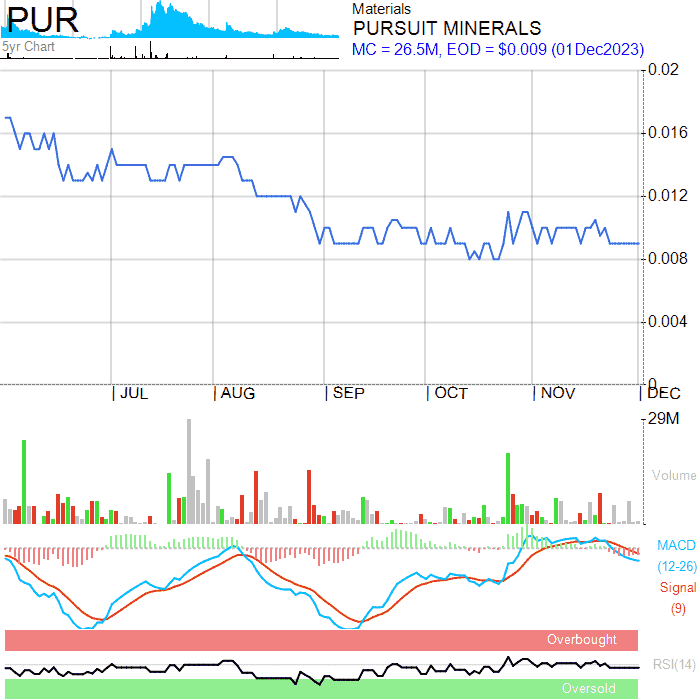 PUR
5yr Chart
Materials
PURSUIT MINERALS
MC = 26.5M, EOD = $0.009 (01Dec2023)
0.02
0.016
0.012
0.008
0.004
0
JUL
AUG
SEP
OCT
NOV
DEC
29M
Volume
MACD
(12-26)
Signal
(9)
Overbought
RSI(14)
Oversold